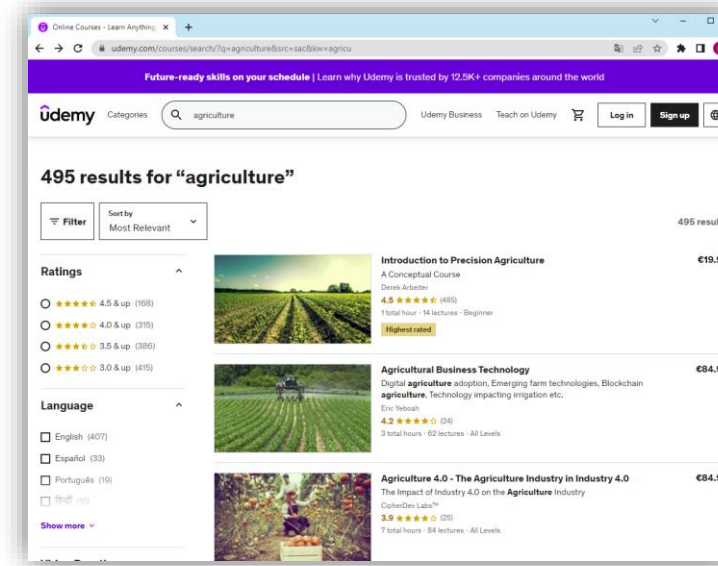 Online Courses - Learn Anything
udemy.com/courses/search/?q=agriculture&src=sac&kw=agricu
Future-ready skills on your schedule | Learn why Udemy is trusted by 12.5K+ companies around the world
ûdemy
Categories
agriculture
Udemy Business
Teach on Udemy
Log in
Sign up
495 results for “agriculture”
Filter
Sort by
Most Relevant
495 resul
Ratings
4.5 & up (168)
4.0 & up (315)
3.5 & up (386)
3.0 & up (415)
Language
English (407)
Español (33)
Português (19)
हिन्दी
Show more
Introduction to Precision Agriculture
€19.9
A Conceptual Course
Derek Arbeiter
4.5 (485)
1 total hour · 14 lectures · Beginner
Highest rated
Agricultural Business Technology
€84.9
Digital agriculture adoption, Emerging farm technologies, Blockchain
agriculture, Technology impacting irrigation etc.
Eric Yeboah
4.2 (24)
3 total hours · 62 lectures · All Levels
Agriculture 4.0 - The Agriculture Industry in Industry 4.0
€84.9
The Impact of Industry 4.0 on the Agriculture Industry
CipherDev Labs™
3.9 (25)
7 total hours · 84 lectures · All Levels